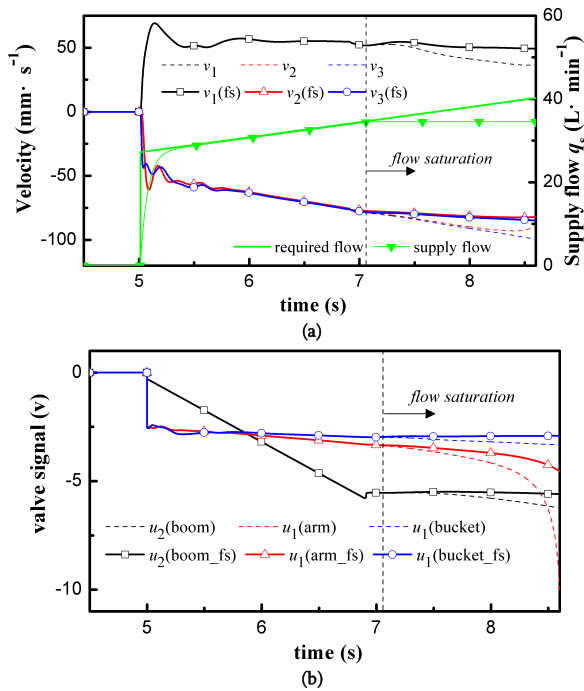 (a)
50
0
-50
-100
Velocity (mm· s⁻¹)
60
50
40
30
20
10
0
Supply flow qₛ (L· min⁻¹)
v₁ v₂ v₃
v₁(fs) v₂(fs) v₃(fs)
flow saturation
required flow supply flow
5 6 7 8
time (s)
(a)
(b)
0
-5
-10
valve signal (v)
flow saturation
u₂(boom) u₁(arm) u₁(bucket)
u₂(boom_fs) u₁(arm_fs) u₁(bucket_fs)
5 6 7 8
time (s)
(b)